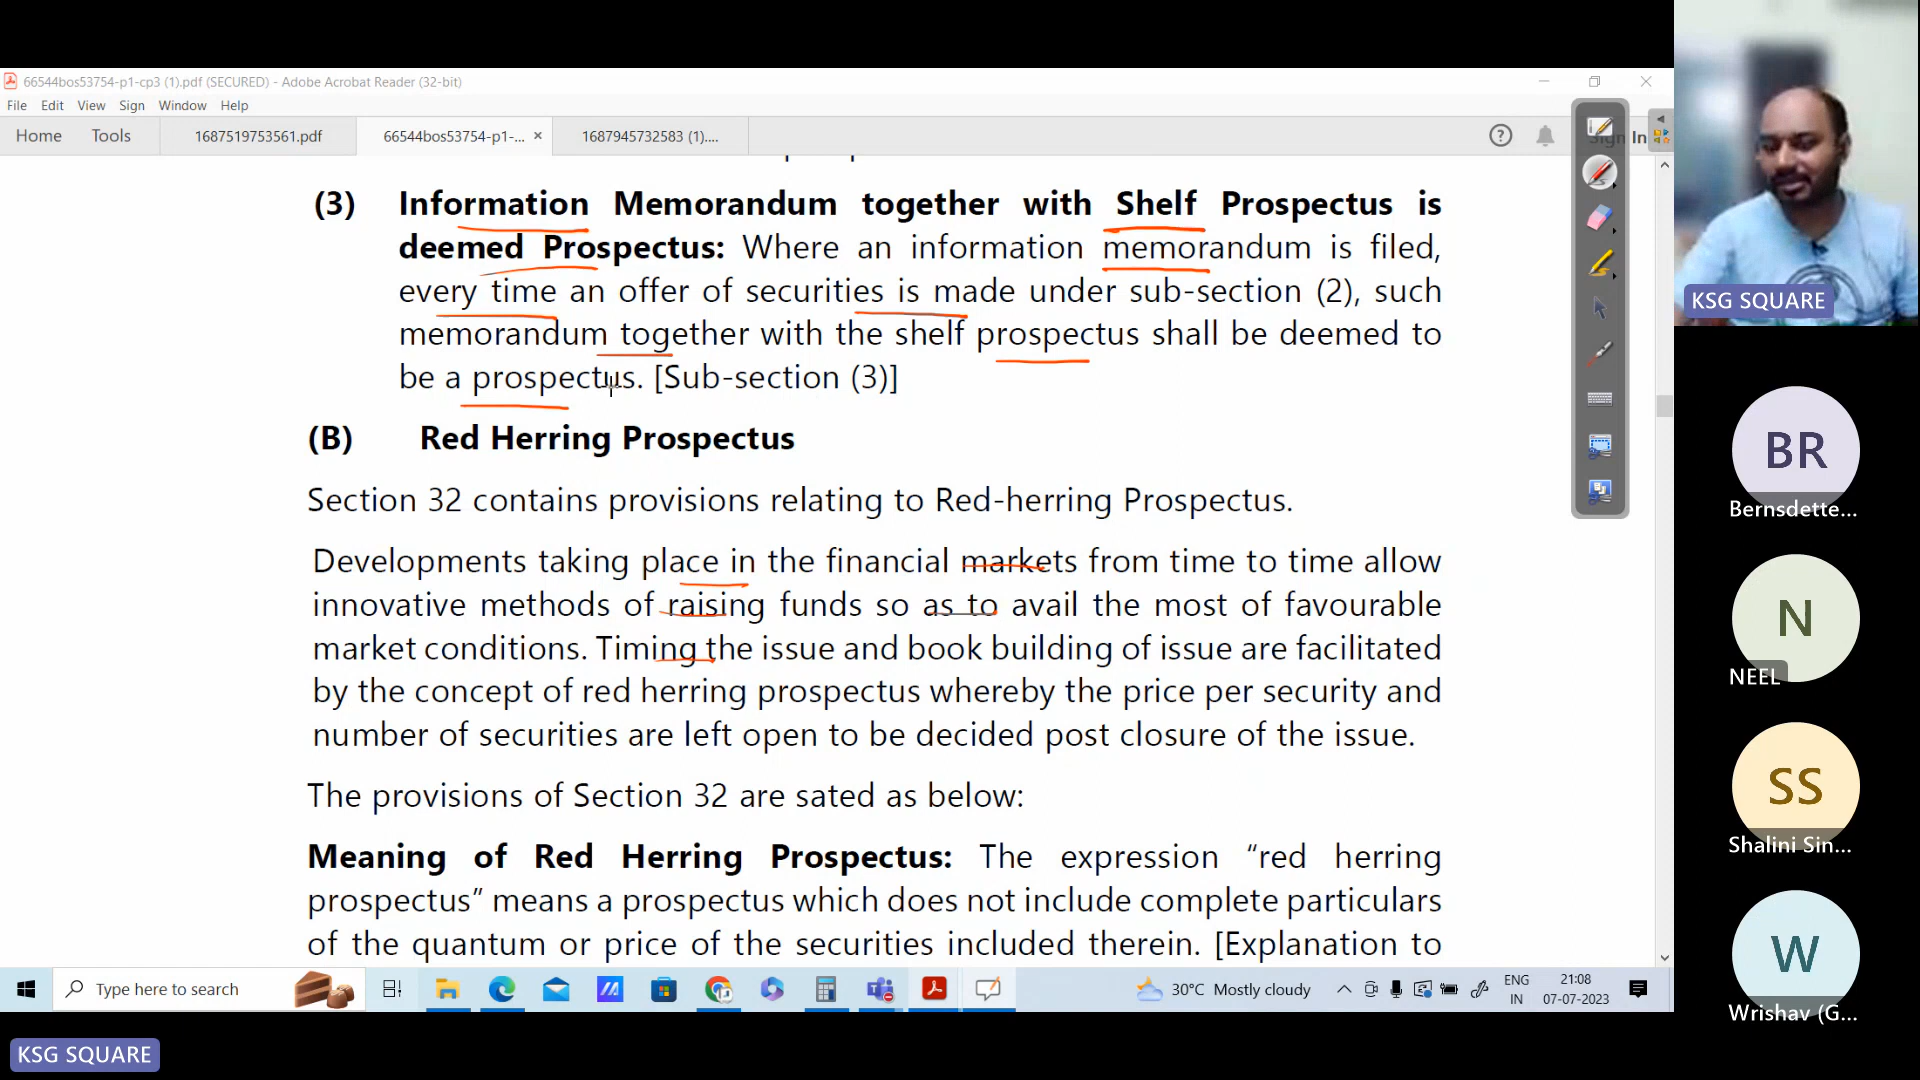 66544bos53754-p1-cp3 (1).pdf (SECURED) - Adobe Acrobat Reader (32-bit)
File Edit View Sign Window Help
Home Tools 1687519753561.pdf 66544bos53754-p1-... × 1687945732583 (1)....
Sign In
(3) Information Memorandum together with Shelf Prospectus is
deemed Prospectus: Where an information memorandum is filed,
every time an offer of securities is made under sub-section (2), such
memorandum together with the shelf prospectus shall be deemed to
be a prospectus. [Sub-section (3)]
(B) Red Herring Prospectus
Section 32 contains provisions relating to Red-herring Prospectus.
Developments taking place in the financial markets from time to time allow
innovative methods of raising funds so as to avail the most of favourable
market conditions. Timing the issue and book building of issue are facilitated
by the concept of red herring prospectus whereby the price per security and
number of securities are left open to be decided post closure of the issue.
The provisions of Section 32 are sated as below:
Meaning of Red Herring Prospectus: The expression “red herring
prospectus” means a prospectus which does not include complete particulars
of the quantum or price of the securities included therein. [Explanation to
KSG SQUARE
BR
Bernsdette...
N
NEEL
SS
Shalini Sin...
W
Wrishav (G...
Type here to search
30°C Mostly cloudy
ENG
IN
21:08
07-07-2023
KSG SQUARE